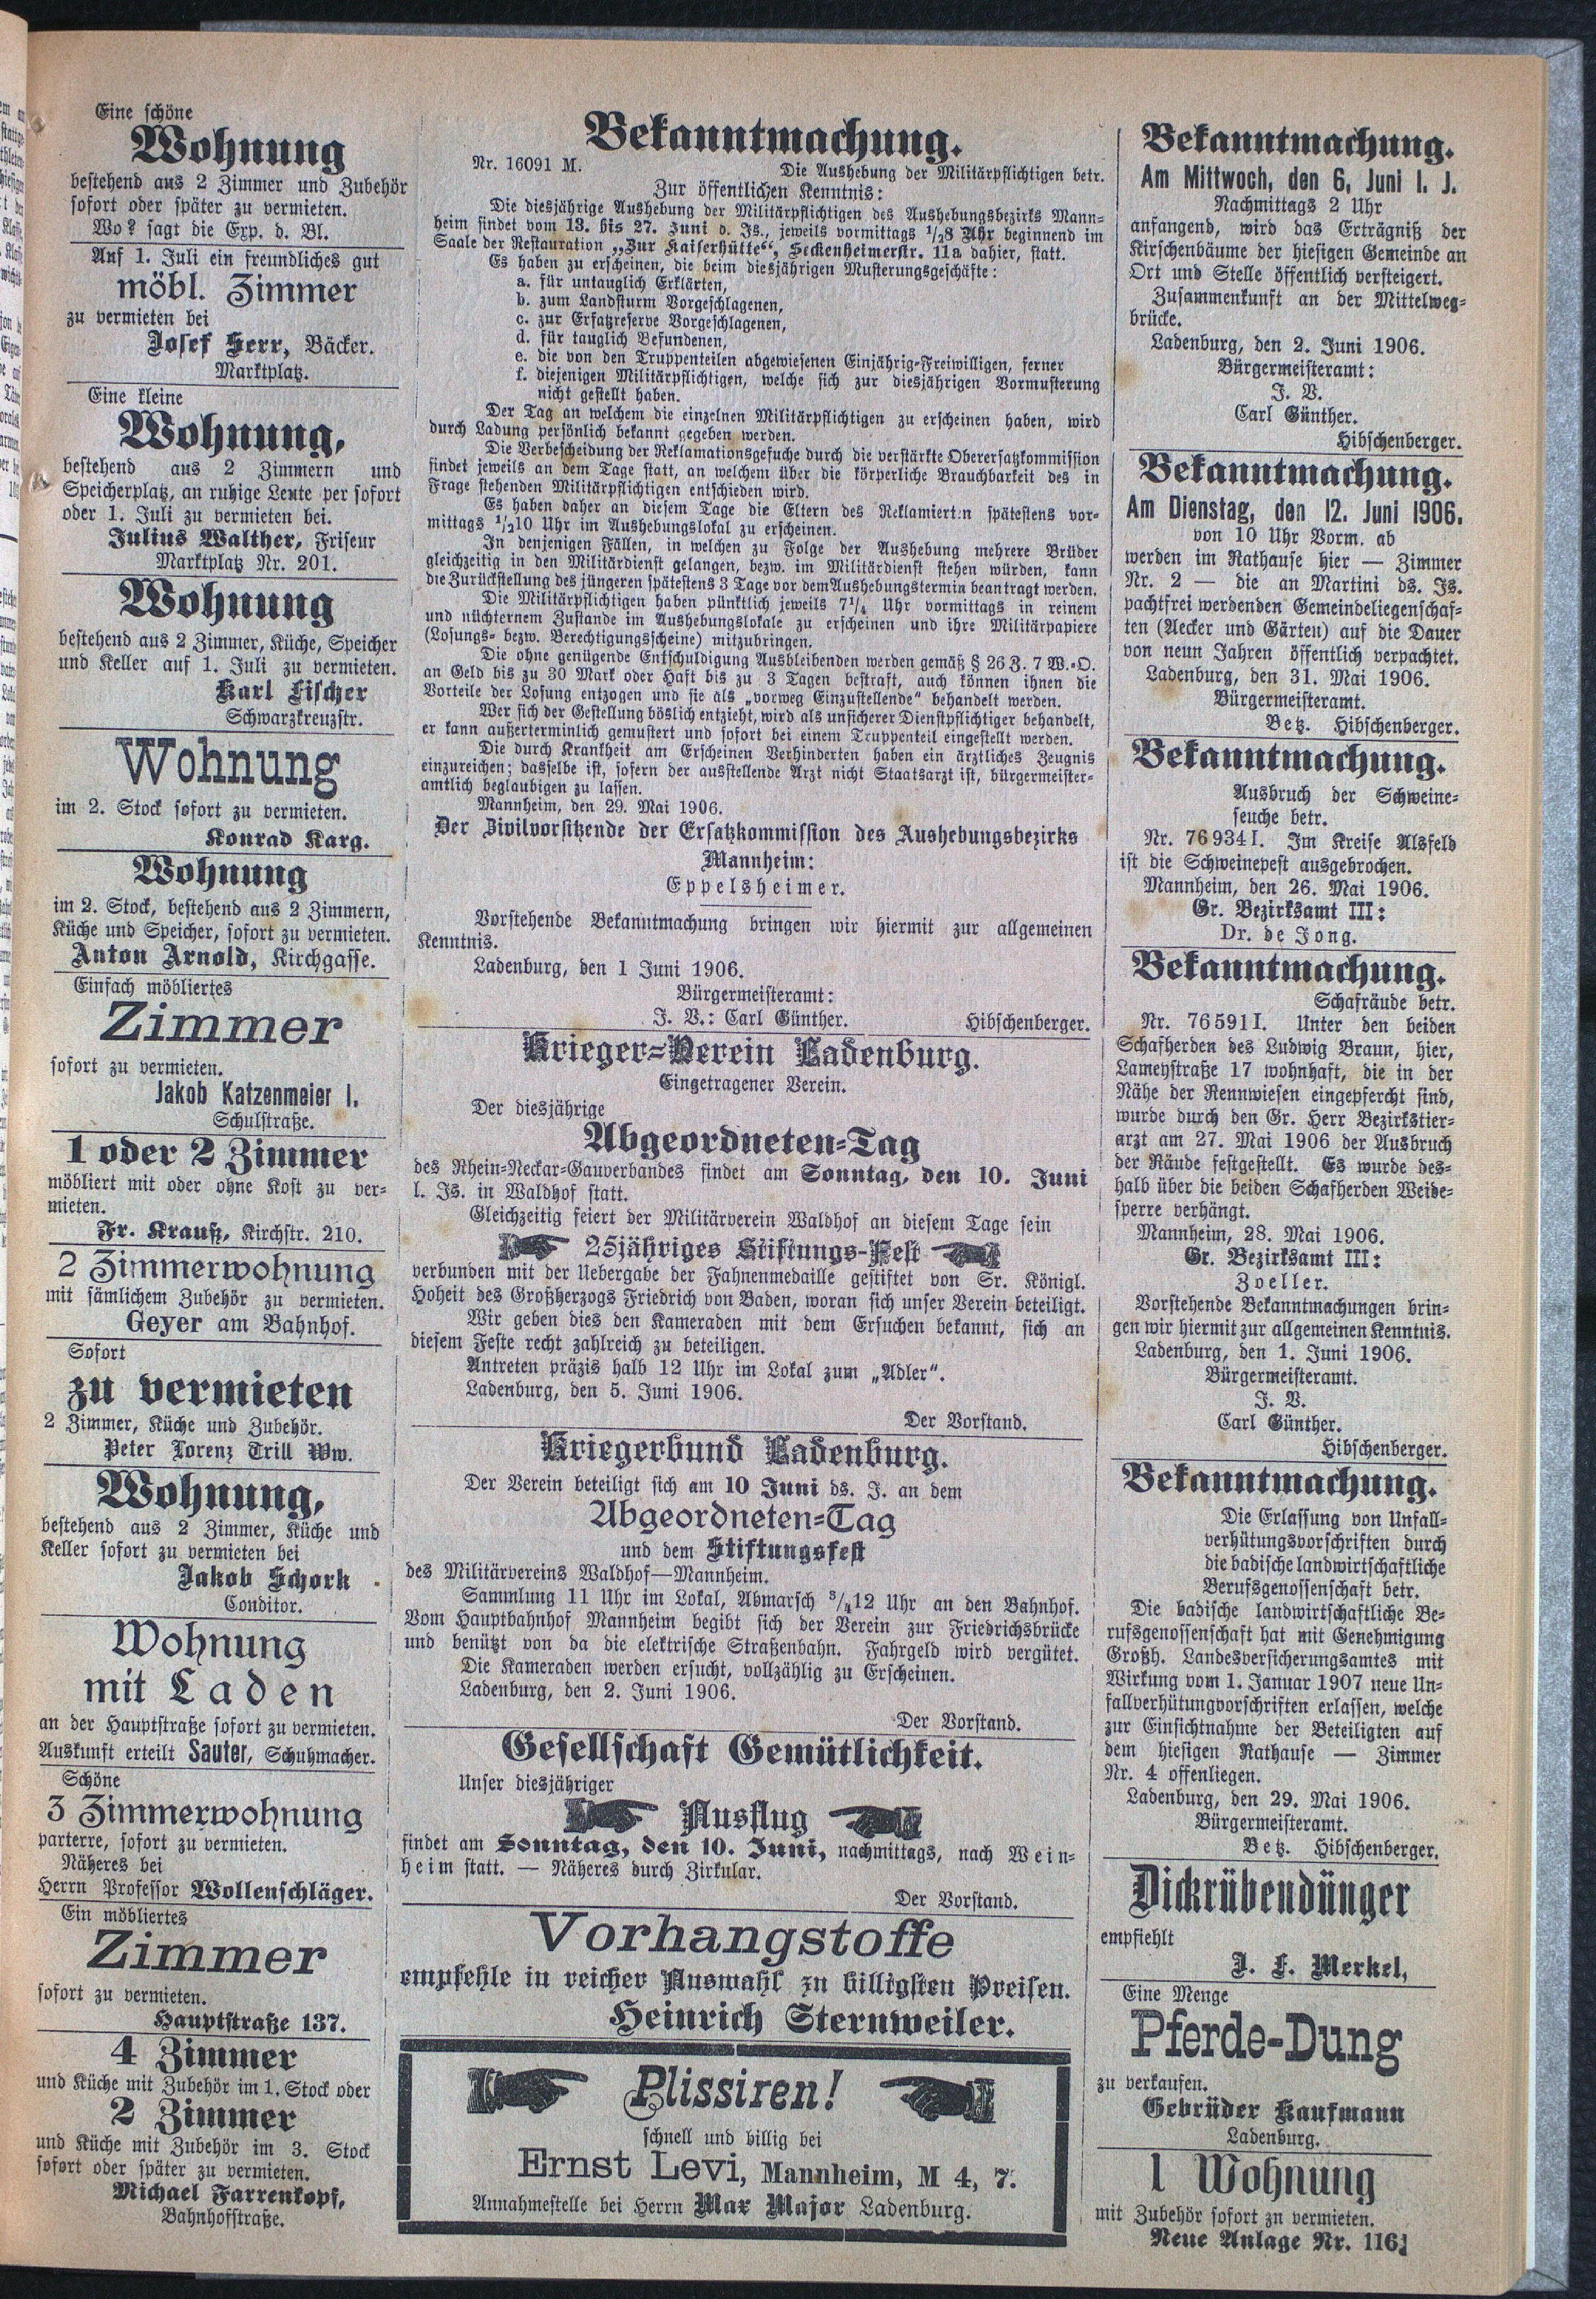 Eine schöne
Wohnung
bestehend aus 2 Zimmer und Zubehör
sofort oder später zu vermieten.
Wo? sagt die Exp. d. Bl.
Auf 1. Juli ein freundliches gut
möbl. Zimmer
zu vermieten bei
Josef Herr, Bäcker.
Marktplatz.
Eine kleine
Wohnung,
bestehend aus 2 Zimmern und
Speicherplatz, an ruhige Leute per sofort
oder 1. Juli zu vermieten bei.
Julius Walther, Friseur
Marktplatz Nr. 201.
Wohnung
bestehend aus 2 Zimmer, Küche, Speicher
und Keller auf 1. Juli zu vermieten.
Karl Fischer
Schwarzkreuzstr.
Wohnung
im 2. Stock sofort zu vermieten.
Konrad Karg.
Wohnung
im 2. Stock, bestehend aus 2 Zimmern,
Küche und Speicher, sofort zu vermieten.
Anton Arnold, Kirchgasse.
Einfach möbliertes
Zimmer
sofort zu vermieten.
Jakob Katzenmeier I.
Schulstraße.
1 oder 2 Zimmer
möbliert mit oder ohne Kost zu ver-
mieten.
Fr. Krauß, Kirchstr. 210.
2 Zimmerwohnung
mit sämlichem Zubehör zu vermieten.
Geyer am Bahnhof.
Sofort
zu vermieten
2 Zimmer, Küche und Zubehör.
Peter Lorenz Trill Ww.
Wohnung,
bestehend aus 2 Zimmer, Küche und
Keller sofort zu vermieten bei
Jakob Schork
Conditor.
Wohnung
mit Laden
an der Hauptstraße sofort zu vermieten.
Auskunft erteilt Sauter, Schuhmacher.
Schöne
3 Zimmerwohnung
parterre, sofort zu vermieten.
Näheres bei
Herrn Professor Wollenschläger.
Ein möbliertes
Zimmer
sofort zu vermieten.
Hauptstraße 137.
4 Zimmer
und Küche mit Zubehör im 1. Stock oder
2 Zimmer
und Küche mit Zubehör im 3. Stock
sofort oder später zu vermieten.
Michael Farrenkopf,
Bahnhofstraße.
Bekanntmachung.
Nr. 16091 M. Die Aushebung der Militärpflichtigen betr.
Zur öffentlichen Kenntnis:
Die diesjährige Aushebung der Militärpflichtigen des Aushebungsbezirks Mann-
heim findet vom 13. bis 27. Juni d. Js., jeweils vormittags 1/28 Uhr beginnend im
Saale der Restauration „Zur Kaiserhütte“, Seckenheimerstr. 11a dahier, statt.
Es haben zu erscheinen, die beim diesjährigen Musterungsgeschäfte:
a. für untauglich Erklärten,
b. zum Landsturm Vorgeschlagenen,
c. zur Ersatzreserve Vorgeschlagenen,
d. für tauglich Befundenen,
e. die von den Truppenteilen abgewiesenen Einjährig-Freiwilligen, ferner
f. diejenigen Militärpflichtigen, welche sich zur diesjährigen Vormusterung
nicht gestellt haben.
Der Tag an welchem die einzelnen Militärpflichtigen zu erscheinen haben, wird
durch Ladung persönlich bekannt gegeben werden.
Die Verbescheidung der Reklamationsgesuche durch die verstärkte Oberersatzkommission
findet jeweils an dem Tage statt, an welchem über die körperliche Brauchbarkeit des in
Frage stehenden Militärpflichtigen entschieden wird.
Es haben daher an diesem Tage die Eltern des Reklamierten spätestens vor-
mittags 1/210 Uhr im Aushebungslokal zu erscheinen.
In denjenigen Fällen, in welchen zu Folge der Aushebung mehrere Brüder
gleichzeitig in den Militärdienst gelangen, bezw. im Militärdienst stehen würden, kann
die Zurückstellung des jüngeren spätestens 3 Tage vor dem Aushebungstermin beantragt werden.
Die Militärpflichtigen haben pünktlich jeweils 71/4 Uhr vormittags in reinem
und nüchternem Zustande im Aushebungslokale zu erscheinen und ihre Militärpapiere
(Losungs- bezw. Berechtigungsscheine) mitzubringen.
Die ohne genügende Entschuldigung Ausbleibenden werden gemäß § 26 Z. 7 W.-O.
an Geld bis zu 30 Mark oder Haft bis zu 3 Tagen bestraft, auch können ihnen die
Vorteile der Losung entzogen und sie als „vorweg Einzustellende“ behandelt werden.
Wer sich der Gestellung böslich entzieht, wird als unsicherer Dienstpflichtiger behandelt,
er kann außerterminlich gemustert und sofort bei einem Truppenteil eingestellt werden.
Die durch Krankheit am Erscheinen Verhinderten haben ein ärztliches Zeugnis
einzureichen; dasselbe ist, sofern der ausstellende Arzt nicht Staatsarzt ist, bürgermeister-
amtlich beglaubigen zu lassen.
Mannheim, den 29. Mai 1906.
Der Zivilvorsitzende der Ersatzkommission des Aushebungsbezirks
Mannheim:
Eppelsheimer.
Vorstehende Bekanntmachung bringen wir hiermit zur allgemeinen
Kenntnis.
Ladenburg, den 1 Juni 1906.
Bürgermeisteramt:
J. V.: Carl Günther. Hibschenberger.
Krieger-Verein Ladenburg.
Eingetragener Verein.
Der diesjährige
Abgeordneten-Tag
des Rhein-Neckar-Gauverbandes findet am Sonntag, den 10. Juni
l. Js. in Waldhof statt.
Gleichzeitig feiert der Militärverein Waldhof an diesem Tage sein
25jähriges Stiftungs-Fest
verbunden mit der Uebergabe der Fahnenmedaille gestiftet von Sr. Königl.
Hoheit des Großherzogs Friedrich von Baden, woran sich unser Verein beteiligt.
Wir geben dies den Kameraden mit dem Ersuchen bekannt, sich an
diesem Feste recht zahlreich zu beteiligen.
Antreten präzis halb 12 Uhr im Lokal zum „Adler“.
Ladenburg, den 5. Juni 1906.
Der Vorstand.
Kriegerbund Ladenburg.
Der Verein beteiligt sich am 10 Juni ds. J. an dem
Abgeordneten-Tag
und dem Stiftungsfest
des Militärvereins Waldhof—Mannheim.
Sammlung 11 Uhr im Lokal, Abmarsch 3/412 Uhr an den Bahnhof.
Vom Hauptbahnhof Mannheim begibt sich der Verein zur Friedrichsbrücke
und benützt von da die elektrische Straßenbahn. Fahrgeld wird vergütet.
Die Kameraden werden ersucht, vollzählig zu Erscheinen.
Ladenburg, den 2. Juni 1906.
Der Vorstand.
Gesellschaft Gemütlichkeit.
Unser diesjähriger
Ausflug
findet am Sonntag, den 10. Juni, nachmittags, nach Wein-
heim statt. — Näheres durch Zirkular.
Der Vorstand.
Vorhangstoffe
empfehle in reicher Auswahl zu billigsten Preisen.
Heinrich Sternweiler.
Plissiren!
schnell und billig bei
Ernst Levi, Mannheim, M 4, 7.
Annahmestelle bei Herrn Max Major Ladenburg.
Bekanntmachung.
Am Mittwoch, den 6. Juni l. J.
Nachmittags 2 Uhr
anfangend, wird das Erträgniß der
Kirschenbäume der hiesigen Gemeinde an
Ort und Stelle öffentlich versteigert.
Zusammenkunft an der Mittelweg-
brücke.
Ladenburg, den 2. Juni 1906.
Bürgermeisteramt:
J. V.
Carl Günther.
Hibschenberger.
Bekanntmachung.
Am Dienstag, den 12. Juni 1906.
von 10 Uhr Vorm. ab
werden im Rathause hier — Zimmer
Nr. 2 — die an Martini ds. Js.
pachtfrei werdenden Gemeindeliegenschaf-
ten (Aecker und Gärten) auf die Dauer
von neun Jahren öffentlich verpachtet.
Ladenburg, den 31. Mai 1906.
Bürgermeisteramt.
Betz. Hibschenberger.
Bekanntmachung.
Ausbruch der Schweine-
seuche betr.
Nr. 76934 I. Im Kreise Alsfeld
ist die Schweinepest ausgebrochen.
Mannheim, den 26. Mai 1906.
Gr. Bezirksamt III:
Dr. de Jong.
Bekanntmachung.
Schafräude betr.
Nr. 76591 I. Unter den beiden
Schafherden des Ludwig Braun, hier,
Lameystraße 17 wohnhaft, die in der
Nähe der Rennwiesen eingepfercht sind,
wurde durch den Gr. Herr Bezirkstier-
arzt am 27. Mai 1906 der Ausbruch
der Räude festgestellt. Es wurde des-
halb über die beiden Schafherden Weide-
sperre verhängt.
Mannheim, 28. Mai 1906.
Gr. Bezirksamt III:
Zoeller.
Vorstehende Bekanntmachungen brin-
gen wir hiermit zur allgemeinen Kenntnis.
Ladenburg, den 1. Juni 1906.
Bürgermeisteramt.
J. V.
Carl Günther.
Hibschenberger.
Bekanntmachung.
Die Erlassung von Unfall-
verhütungsvorschriften durch
die badische landwirtschaftliche
Berufsgenossenschaft betr.
Die badische landwirtschaftliche Be-
rufsgenossenschaft hat mit Genehmigung
Großh. Landesversicherungsamtes mit
Wirkung vom 1. Januar 1907 neue Un-
fallverhütungvorschriften erlassen, welche
zur Einsichtnahme der Beteiligten auf
dem hiesigen Rathause — Zimmer
Nr. 4 offenliegen.
Ladenburg, den 29. Mai 1906.
Bürgermeisteramt.
Betz. Hibschenberger.
Dickrübendünger
empfiehlt
J. F. Merkel,
Eine Menge
Pferde-Dung
zu verkaufen.
Gebrüder Kaufmann
Ladenburg.
1 Wohnung
mit Zubehör sofort zu vermieten.
Neue Anlage Nr. 116